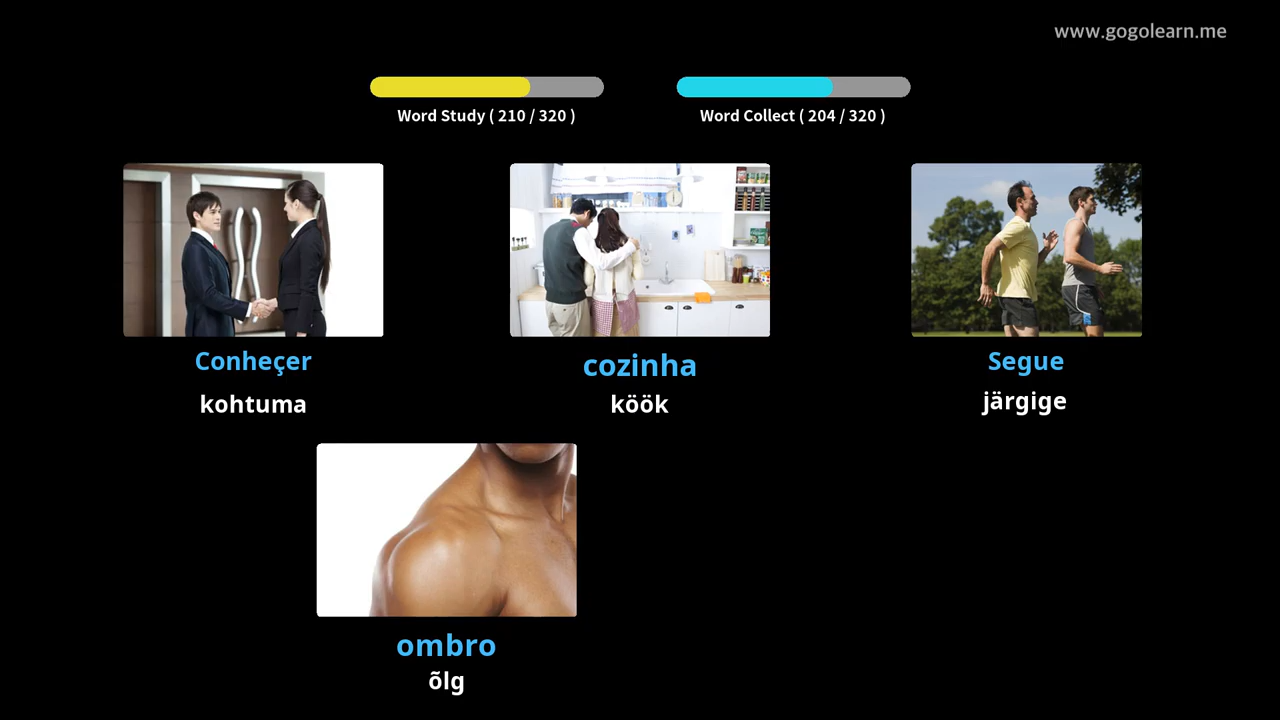 www.gogolearn.me
Word Study ( 210 / 320 )
Word Collect ( 204 / 320 )
Conheçer
kohtuma
cozinha
köök
Segue
järgige
ombro
õlg